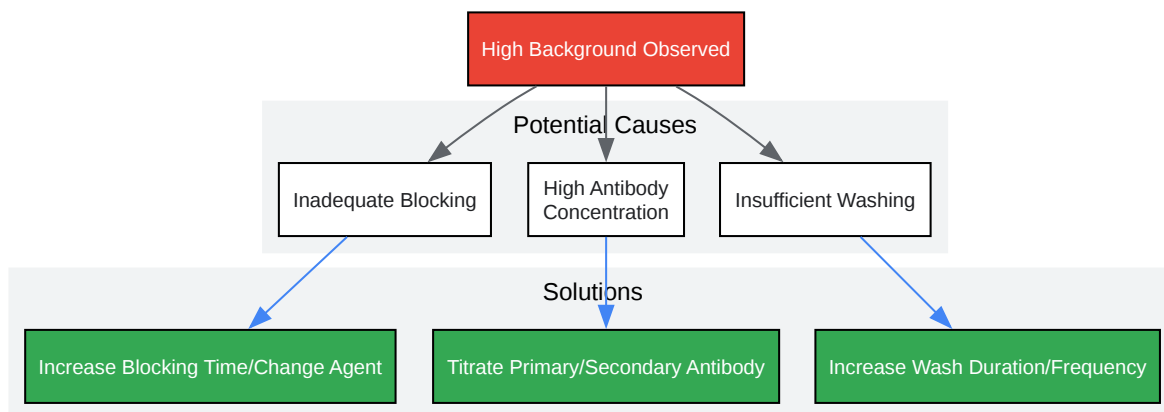 High Background Observed
Potential Causes
Inadequate Blocking
High Antibody
Concentration
Insufficient Washing
Solutions
Increase Blocking Time/Change Agent
Titrate Primary/Secondary Antibody
Increase Wash Duration/Frequency